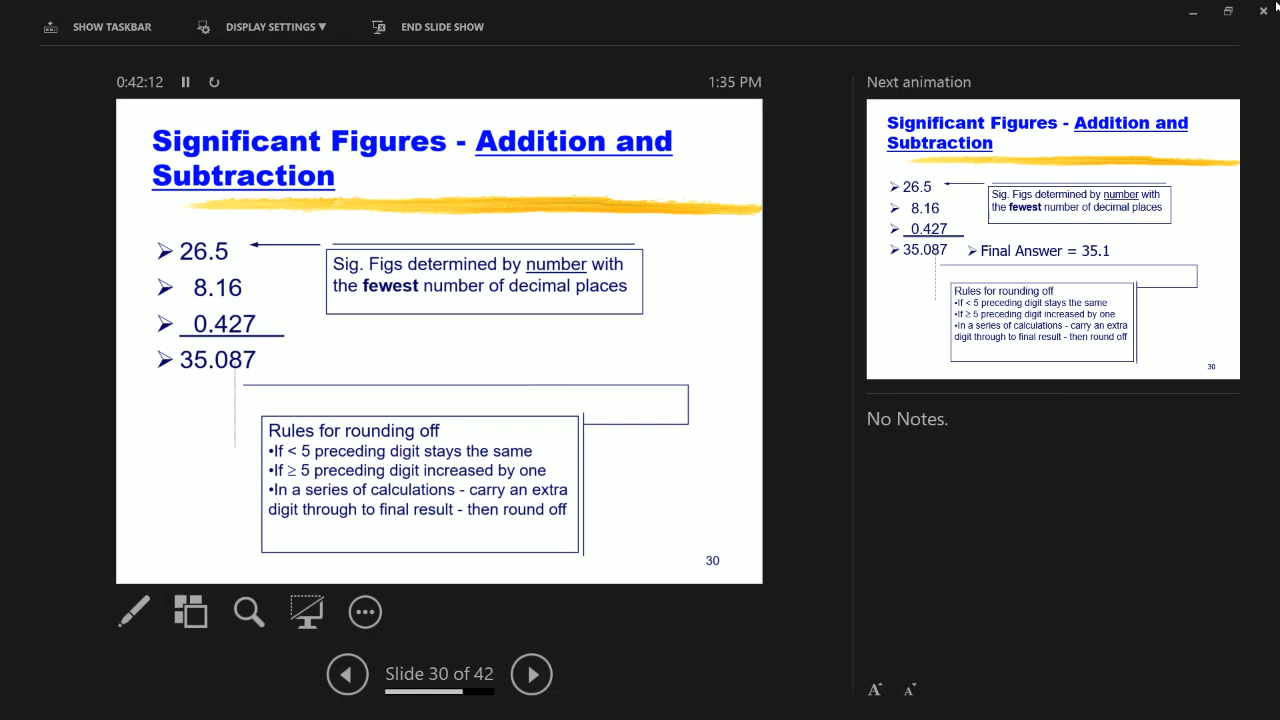 SHOW TASKBAR DISPLAY SETTINGS ▼ END SLIDE SHOW
0:42:12 1:35 PM
Significant Figures - Addition and
Subtraction
➢ 26.5
➢ 8.16
➢ 0.427
➢ 35.087
Sig. Figs determined by number with
the fewest number of decimal places
Rules for rounding off
•If < 5 preceding digit stays the same
•If ≥ 5 preceding digit increased by one
•In a series of calculations - carry an extra
digit through to final result - then round off
30
Slide 30 of 42
Next animation
Significant Figures - Addition and
Subtraction
➢ 26.5
➢ 8.16
➢ 0.427
➢ 35.087 ➢ Final Answer = 35.1
Sig. Figs determined by number with
the fewest number of decimal places
Rules for rounding off
•If < 5 preceding digit stays the same
•If ≥ 5 preceding digit increased by one
•In a series of calculations - carry an extra
digit through to final result - then round off
30
No Notes.
A A